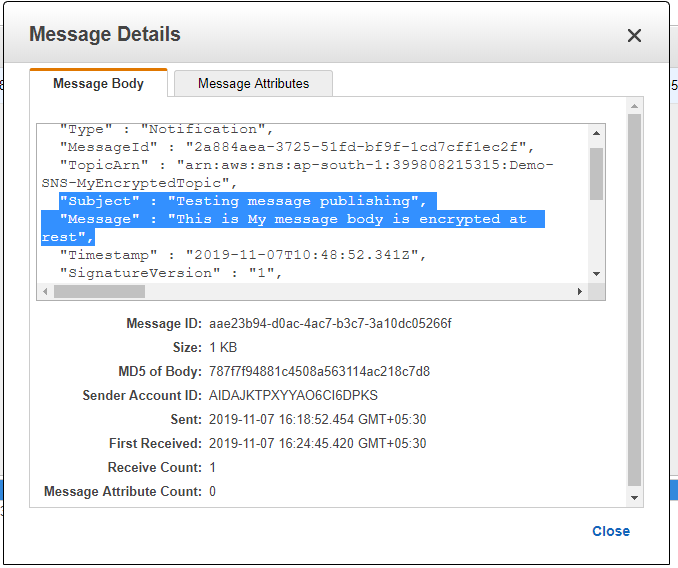 Message Details
Message Body
Message Attributes
"Type" : "Notification",
"MessageId" : "2a884aea-3725-51fd-bf9f-1cd7cff1ec2f",
"TopicArn" : "arn:aws:sns:ap-south-1:399808215315:Demo-
SNS-MyEncryptedTopic",
"Subject" : "Testing message publishing",
"Message" : "This is My message body is encrypted at
rest",
"Timestamp" : "2019-11-07T10:48:52.341Z",
"SignatureVersion" : "1",
Message ID: aae23b94-d0ac-4ac7-b3c7-3a10dc05266f
Size: 1 KB
MD5 of Body: 787f7f94881c4508a563114ac218c7d8
Sender Account ID: AIDAJKTPXYYAO6CI6DPKS
Sent: 2019-11-07 16:18:52.454 GMT+05:30
First Received: 2019-11-07 16:24:45.420 GMT+05:30
Receive Count: 1
Message Attribute Count: 0
Close